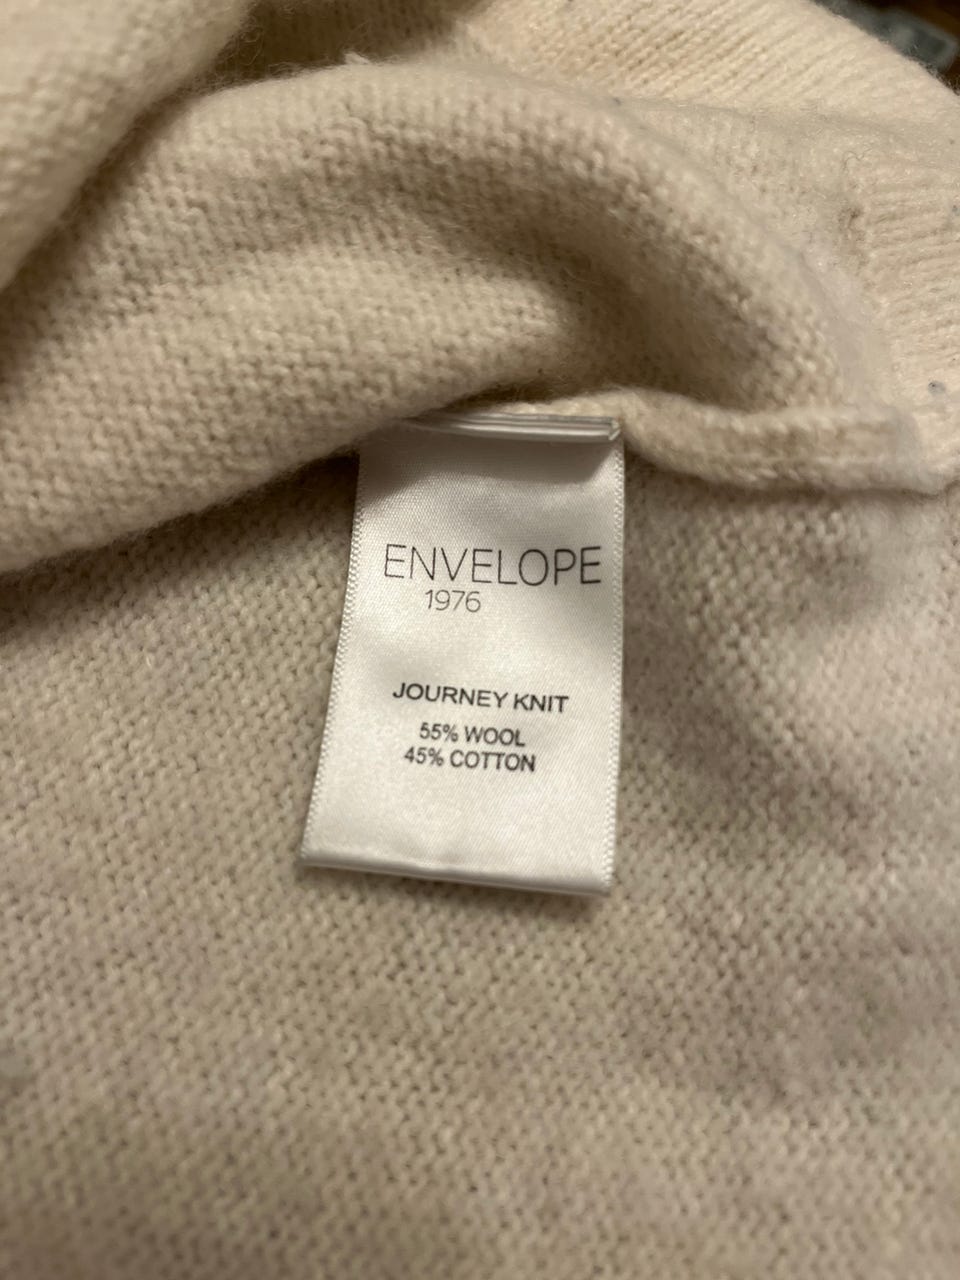 ENVELOPE
1976
JOURNEY KNIT
55% WOOL
45% COTTON